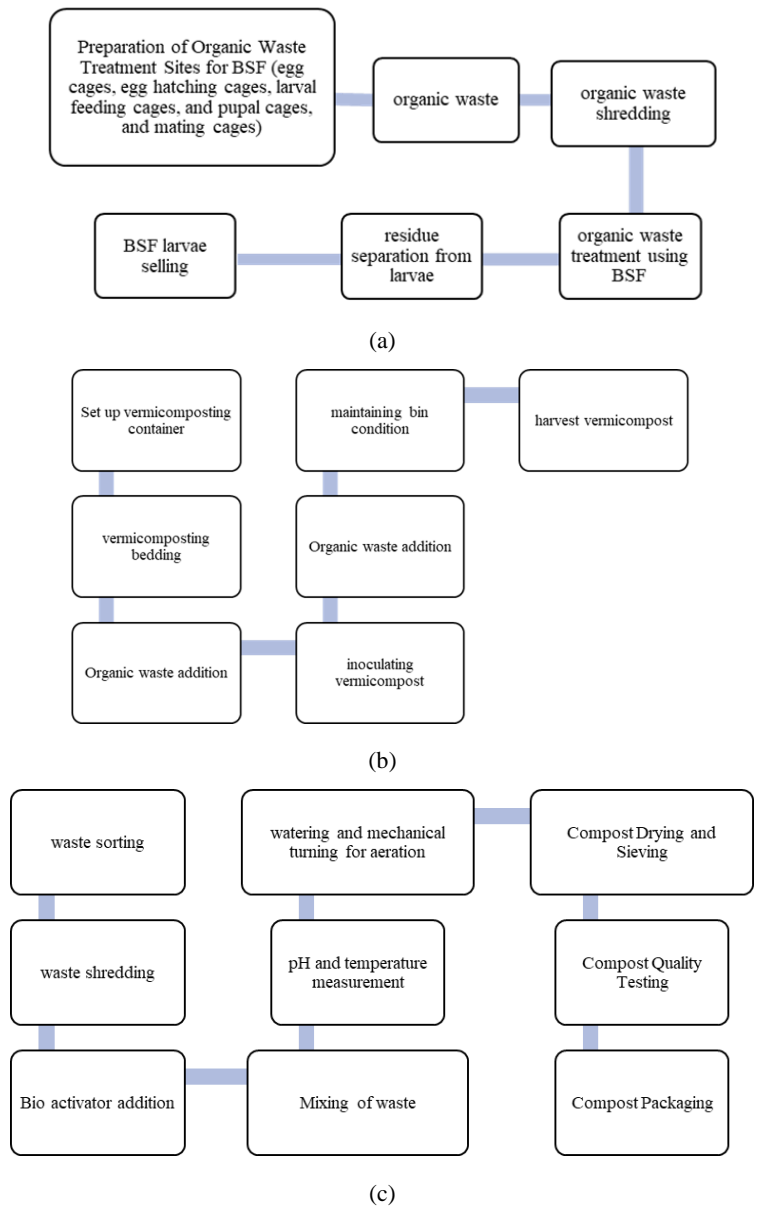 Preparation of Organic Waste
Treatment Sites for BSF (egg
cages, egg hatching cages, larval
feeding cages, and pupal cages,
and mating cages)
organic waste
organic waste
shredding
organic waste
treatment using
BSF
residue
separation from
larvae
BSF larvae
selling
(a)
Set up vermicomposting
container
vermicomposting
bedding
Organic waste addition
inoculating
vermicompost
Organic waste addition
maintaining bin
condition
harvest vermicompost
(b)
waste sorting
waste shredding
Bio activator addition
Mixing of waste
pH and temperature
measurement
watering and mechanical
turning for aeration
Compost Drying and
Sieving
Compost Quality
Testing
Compost Packaging
(c)